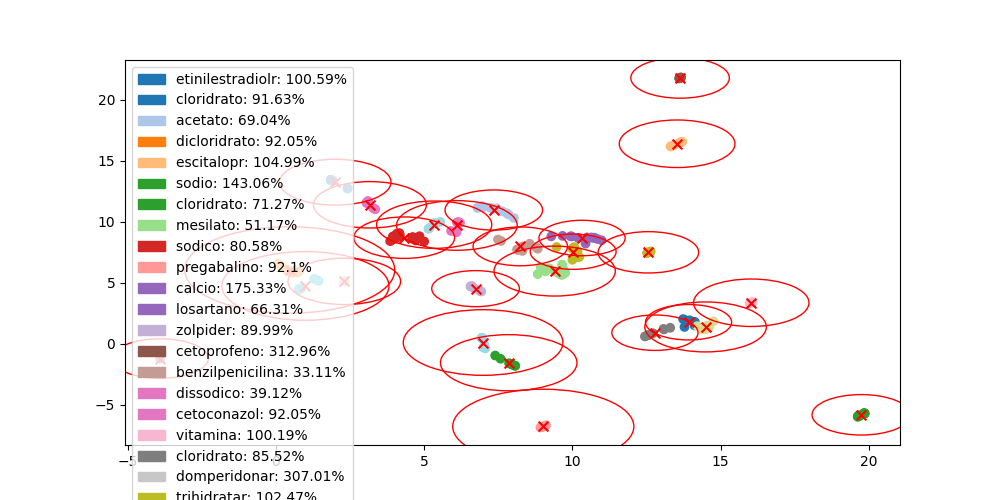 etinilestradiolr: 100.59%
cloridrato: 91.63%
acetato: 69.04%
dicloridrato: 92.05%
escitalopr: 104.99%
sodio: 143.06%
cloridrato: 71.27%
mesilato: 51.17%
sodico: 80.58%
pregabalino: 92.1%
calcio: 175.33%
losartano: 66.31%
zolpider: 89.99%
cetoprofeno: 312.96%
benzilpenicilina: 33.11%
dissodico: 39.12%
cetoconazol: 92.05%
vitamina: 100.19%
cloridrato: 85.52%
domperidonar: 307.01%
trihidratar: 102.47%
20
15
10
5
0
−5
−5 0 5 10 15 20